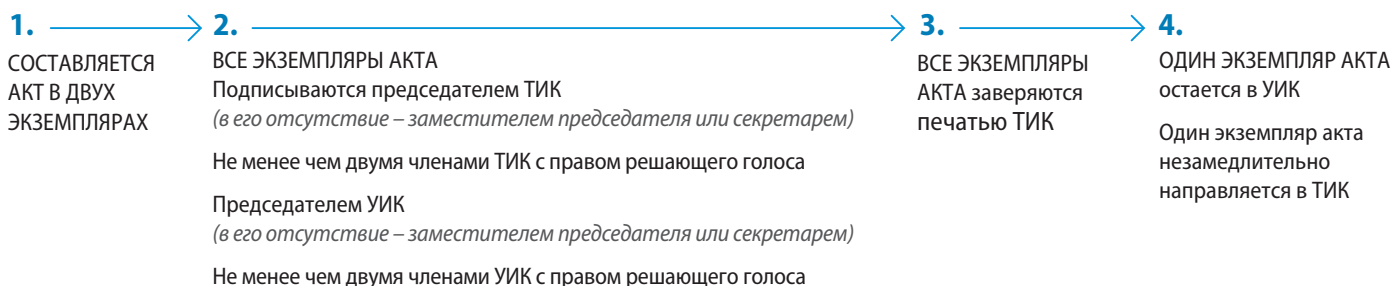 1.
СОСТАВЛЯЕТСЯ
АКТ В ДВУХ
ЭКЗЕМПЛЯРАХ
2.
ВСЕ ЭКЗЕМПЛЯРЫ АКТА
Подписываются председателем ТИК
(в его отсутствие – заместителем председателя или секретарем)
Не менее чем двумя членами ТИК с правом решающего голоса
Председателем УИК
(в его отсутствие – заместителем председателя или секретарем)
Не менее чем двумя членами УИК с правом решающего голоса
3.
ВСЕ ЭКЗЕМПЛЯРЫ
АКТА заверяются
печатью ТИК
4.
ОДИН ЭКЗЕМПЛЯР АКТА
остается в УИК
Один экземпляр акта
незамедлительно
направляется в ТИК